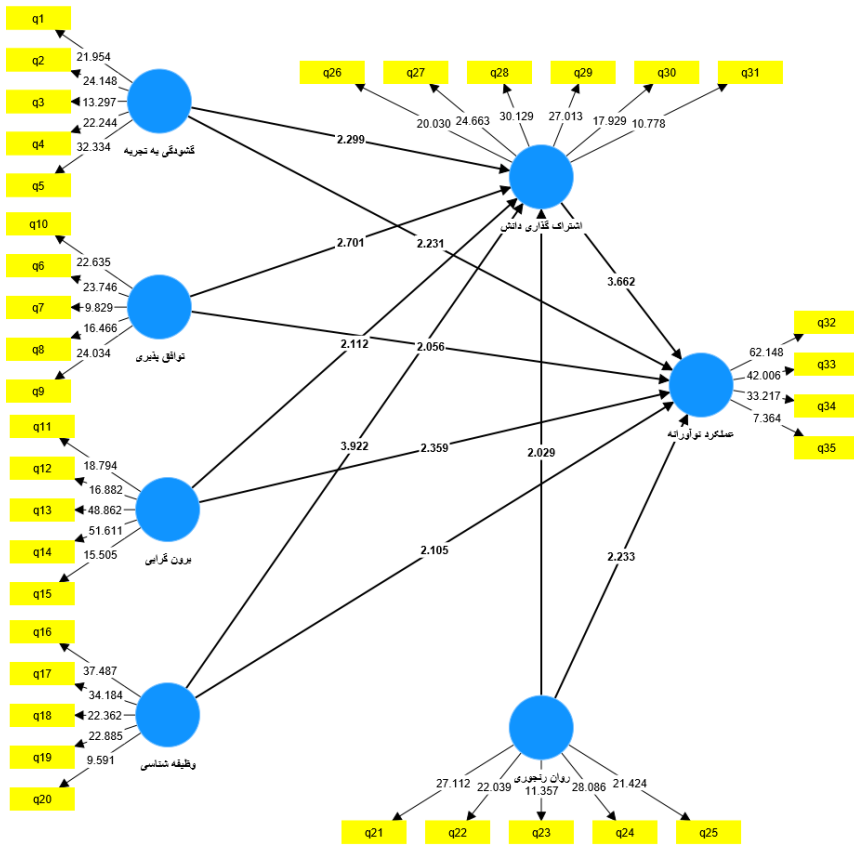 q1
q2
q3
q4
q5
21.954
24.148
13.297
22.244
32.334
گشودگی به تجربه
q10
q6
q7
q8
q9
22.635
23.746
9.829
16.466
24.034
توافق پذیری
q11
q12
q13
q14
q15
18.794
16.882
48.862
51.611
15.505
برون گرایی
q16
q17
q18
q19
q20
37.487
34.184
22.362
22.885
9.591
وظیفه شناسی
q26
q27
q28
q29
q30
q31
20.030
24.663
30.129
27.013
17.929
10.778
اشتراک گذاری دانش
2.299
2.701
2.231
2.112
2.056
3.922
2.359
2.105
2.029
2.233
3.662
q32
q33
q34
q35
62.148
42.006
33.217
7.364
عملکرد نوآورانه
روان رنجوری
27.112
22.039
11.357
28.086
21.424
q21
q22
q23
q24
q25